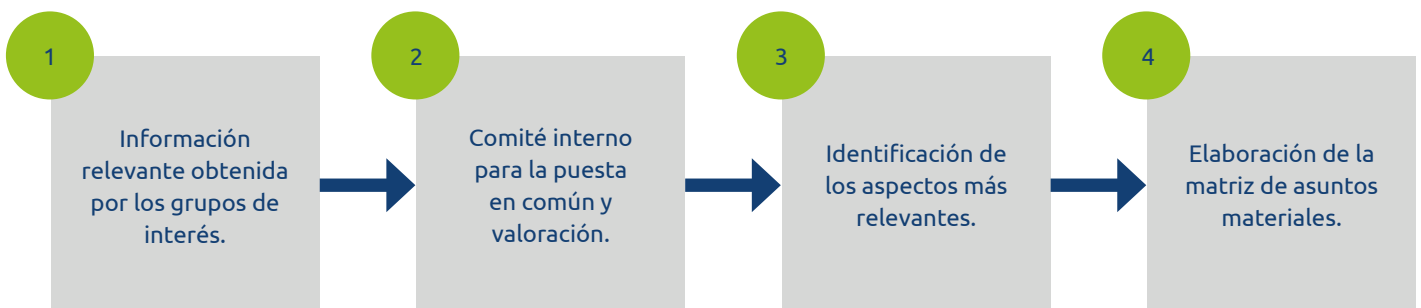 1
Información
relevante obtenida
por los grupos de
interés.
2
Comité interno
para la puesta
en común y
valoración.
3
Identificación de
los aspectos más
relevantes.
4
Elaboración de la
matriz de asuntos
materiales.